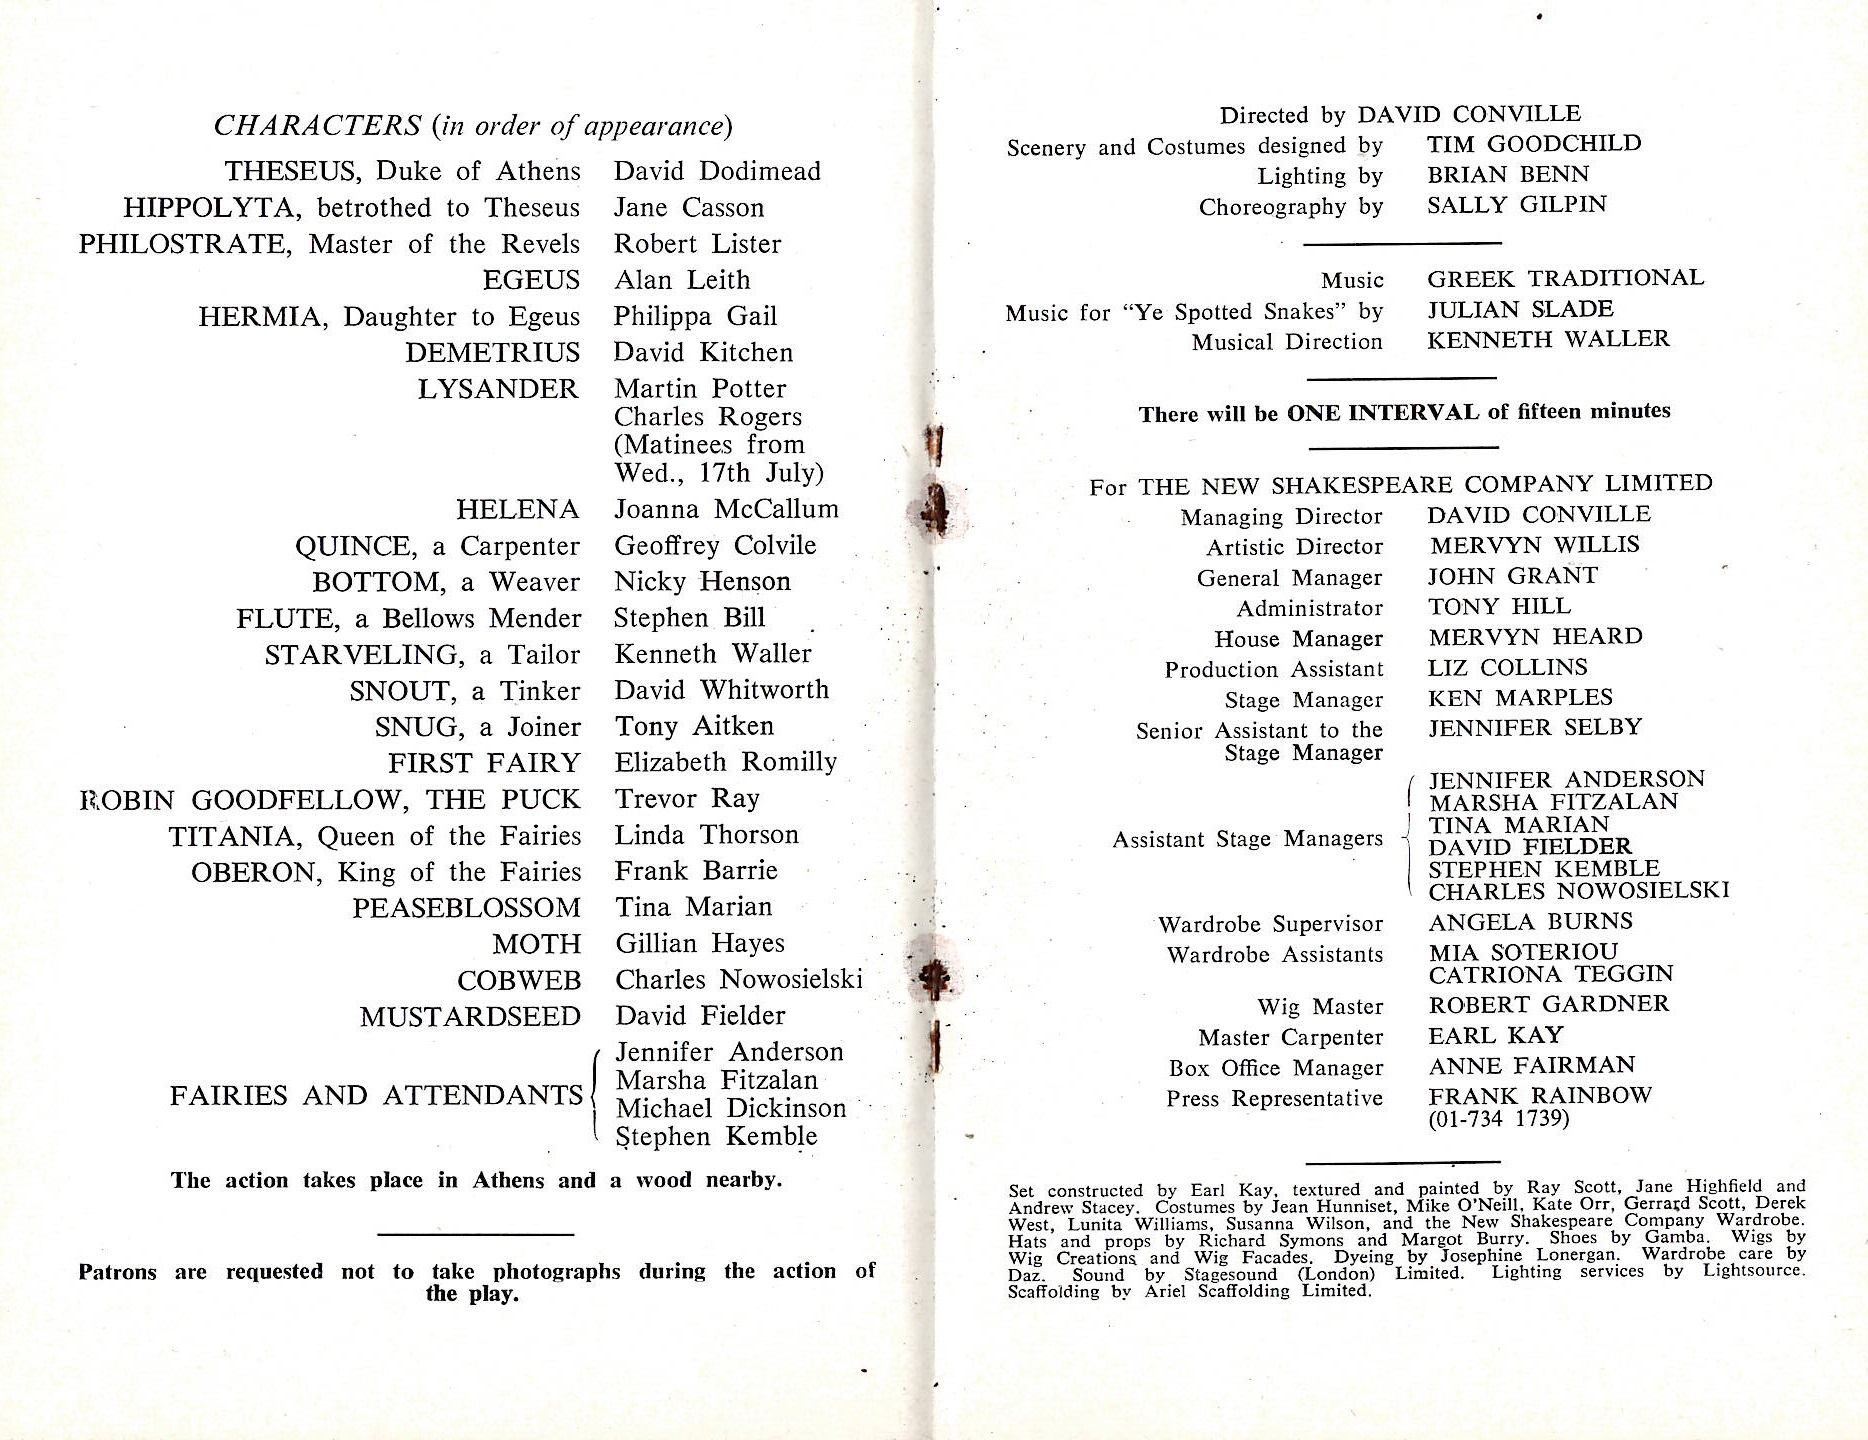 CHARACTERS (in order of appearance)
THESEUS, Duke of Athens David Dodimead
HIPPOLYTA, betrothed to Theseus Jane Casson
PHILOSTRATE, Master of the Revels Robert Lister
EGEUS Alan Leith
HERMIA, Daughter to Egeus Philippa Gail
DEMETRIUS David Kitchen
LYSANDER Martin Potter
Charles Rogers
(Matinees from
Wed., 17th July)
HELENA Joanna McCallum
QUINCE, a Carpenter Geoffrey Colvile
BOTTOM, a Weaver Nicky Henson
FLUTE, a Bellows Mender Stephen Bill
STARVELING, a Tailor Kenneth Waller
SNOUT, a Tinker David Whitworth
SNUG, a Joiner Tony Aitken
FIRST FAIRY Elizabeth Romilly
ROBIN GOODFELLOW, THE PUCK Trevor Ray
TITANIA, Queen of the Fairies Linda Thorson
OBERON, King of the Fairies Frank Barrie
PEASEBLOSSOM Tina Marian
MOTH Gillian Hayes
COBWEB Charles Nowosielski
MUSTARDSEED David Fielder
FAIRIES AND ATTENDANTS Jennifer Anderson
Marsha Fitzalan
Michael Dickinson
Stephen Kemble
The action takes place in Athens and a wood nearby.
Patrons are requested not to take photographs during the action of
the play.
Directed by DAVID CONVILLE
Scenery and Costumes designed by TIM GOODCHILD
Lighting by BRIAN BENN
Choreography by SALLY GILPIN
Music GREEK TRADITIONAL
Music for “Ye Spotted Snakes” by JULIAN SLADE
Musical Direction KENNETH WALLER
There will be ONE INTERVAL of fifteen minutes
For THE NEW SHAKESPEARE COMPANY LIMITED
Managing Director DAVID CONVILLE
Artistic Director MERVYN WILLIS
General Manager JOHN GRANT
Administrator TONY HILL
House Manager MERVYN HEARD
Production Assistant LIZ COLLINS
Stage Manager KEN MARPLES
Senior Assistant to the JENNIFER SELBY
Stage Manager
JENNIFER ANDERSON
MARSHA FITZALAN
TINA MARIAN
Assistant Stage Managers DAVID FIELDER
STEPHEN KEMBLE
CHARLES NOWOSIELSKI
Wardrobe Supervisor ANGELA BURNS
Wardrobe Assistants MIA SOTERIOU
CATRIONA TEGGIN
Wig Master ROBERT GARDNER
Master Carpenter EARL KAY
Box Office Manager ANNE FAIRMAN
Press Representative FRANK RAINBOW
(01-734 1739)
Set constructed by Earl Kay, textured and painted by Ray Scott, Jane Highfield and
Andrew Stacey. Costumes by Jean Hunniset, Mike O'Neill, Kate Orr, Gerrard Scott, Derek
West, Lunita Williams, Susanna Wilson, and the New Shakespeare Company Wardrobe.
Hats and props by Richard Symons and Margot Burry. Shoes by Gamba. Wigs by
Wig Creations and Wig Facades. Dyeing by Josephine Lonergan. Wardrobe care by
Daz. Sound by Stagesound (London) Limited. Lighting services by Lightsource.
Scaffolding by Ariel Scaffolding Limited.